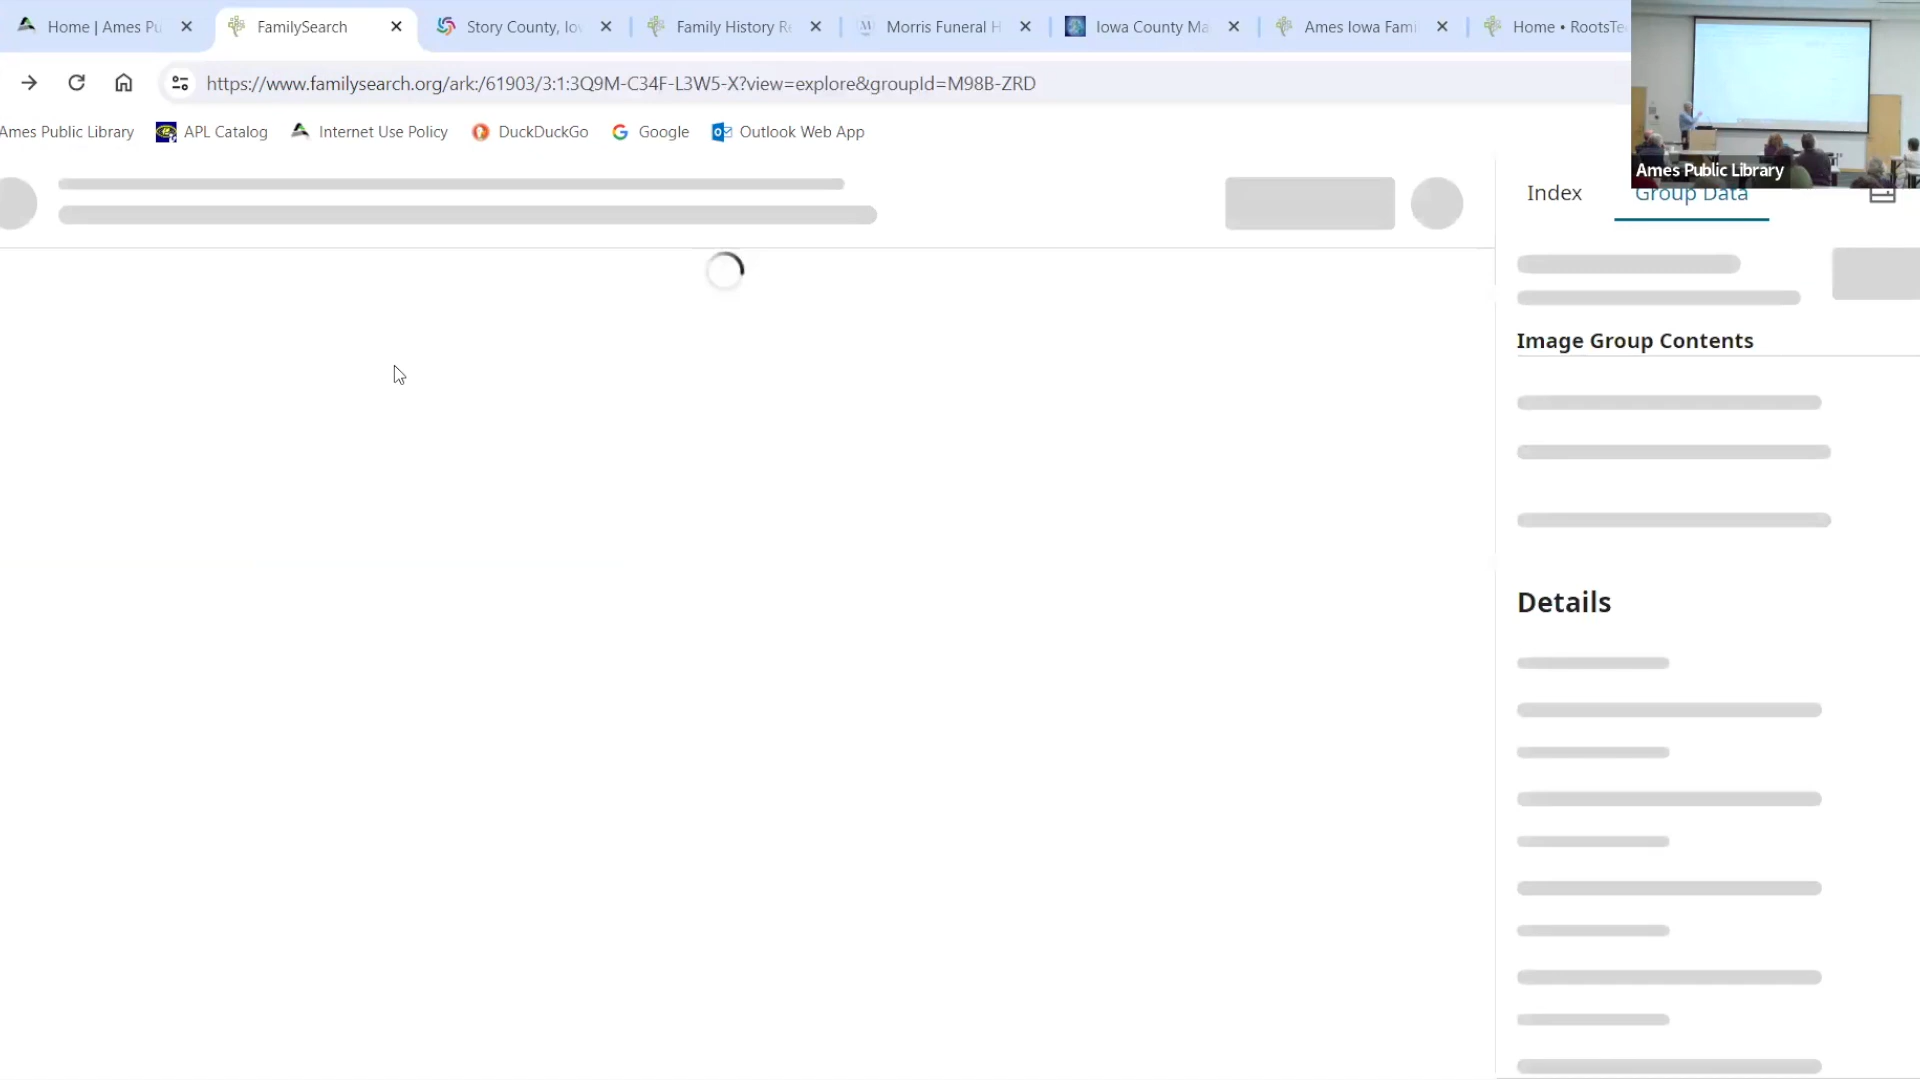 Home | Ames Pu
FamilySearch
Story County, Io
Family History R
Morris Funeral H
Iowa County Ma
Ames Iowa Fami
Home • RootsTe
https://www.familysearch.org/ark:/61903/3:1:3Q9M-C34F-L3W5-X?view=explore&groupId=M98B-ZRD
Ames Public Library
APL Catalog
Internet Use Policy
DuckDuckGo
Google
Outlook Web App
Ames Public Library
Index
Group Data
Image Group Contents
Details